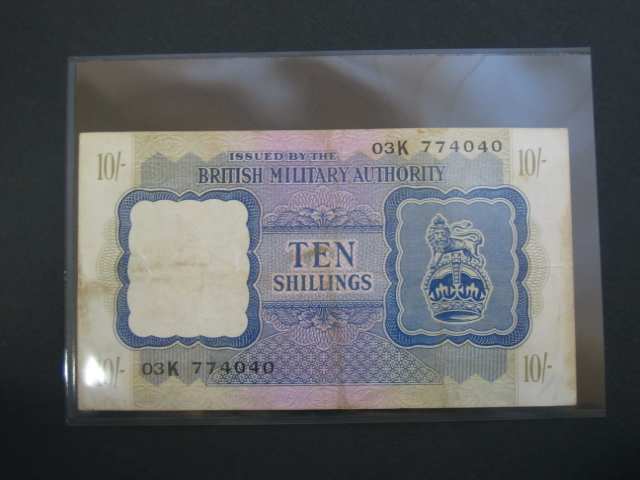 10/-
ISSUED BY THE
03K 774040
10/-
BRITISH MILITARY AUTHORITY
TEN
SHILLINGS
10/-
03K 774040
10/-